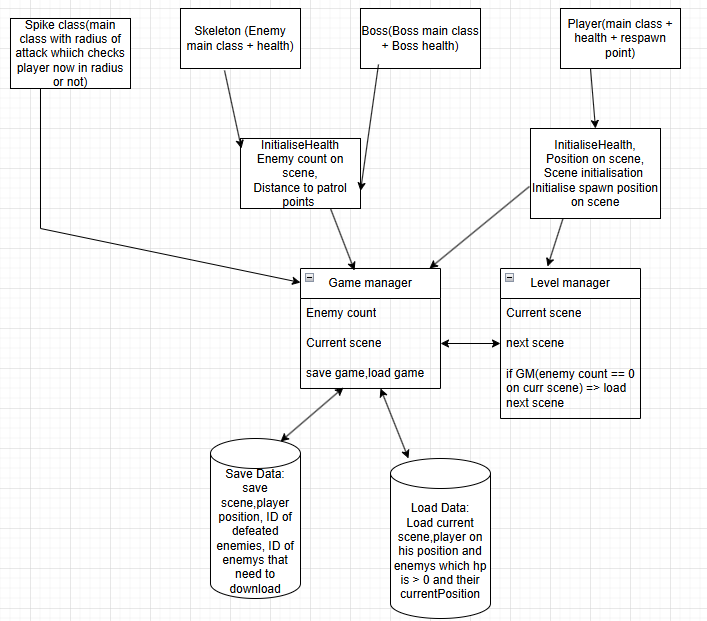 Spike class(main
class with radius of
attack whiich checks
player now in radius
or not)
Skeleton (Enemy
main class + health)
Boss(Boss main class
+ Boss health)
Player(main class +
health + respawn
point)
InitialiseHealth
Enemy count on
scene,
Distance to patrol
points
InitialiseHealth,
Position on scene,
Scene initialisation
Initialise spawn position
on scene
Game manager
Enemy count
Current scene
save game,load game
Level manager
Current scene
next scene
if GM(enemy count == 0
on curr scene) => load
next scene
Save Data:
save
scene,player
position, ID of
defeated
enemies, ID of
enemys that
need to
download
Load Data:
Load current
scene,player on
his position and
enemys which hp
is > 0 and their
currentPosition